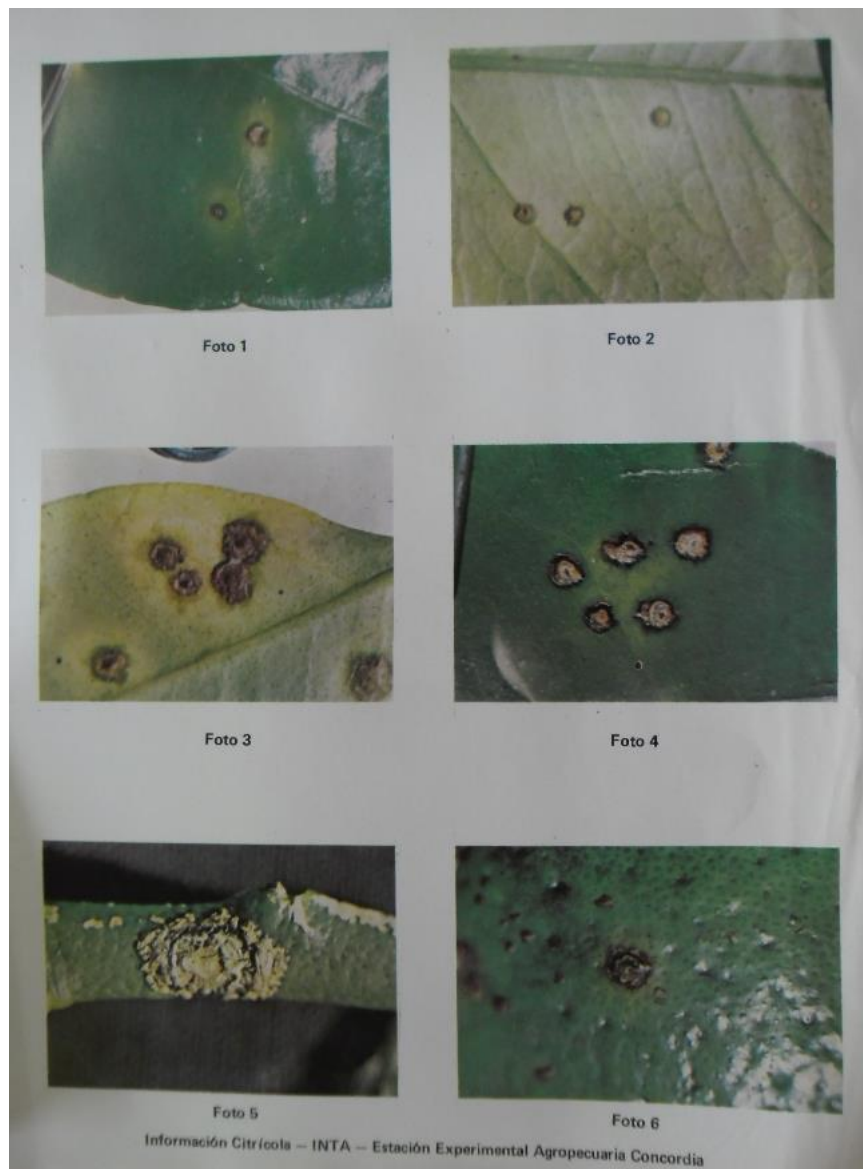 Foto 1
Foto 2
Foto 3
Foto 4
Foto 5
Foto 6
Información Citrícola — INTA — Estación Experimental Agropecuaria Concordia